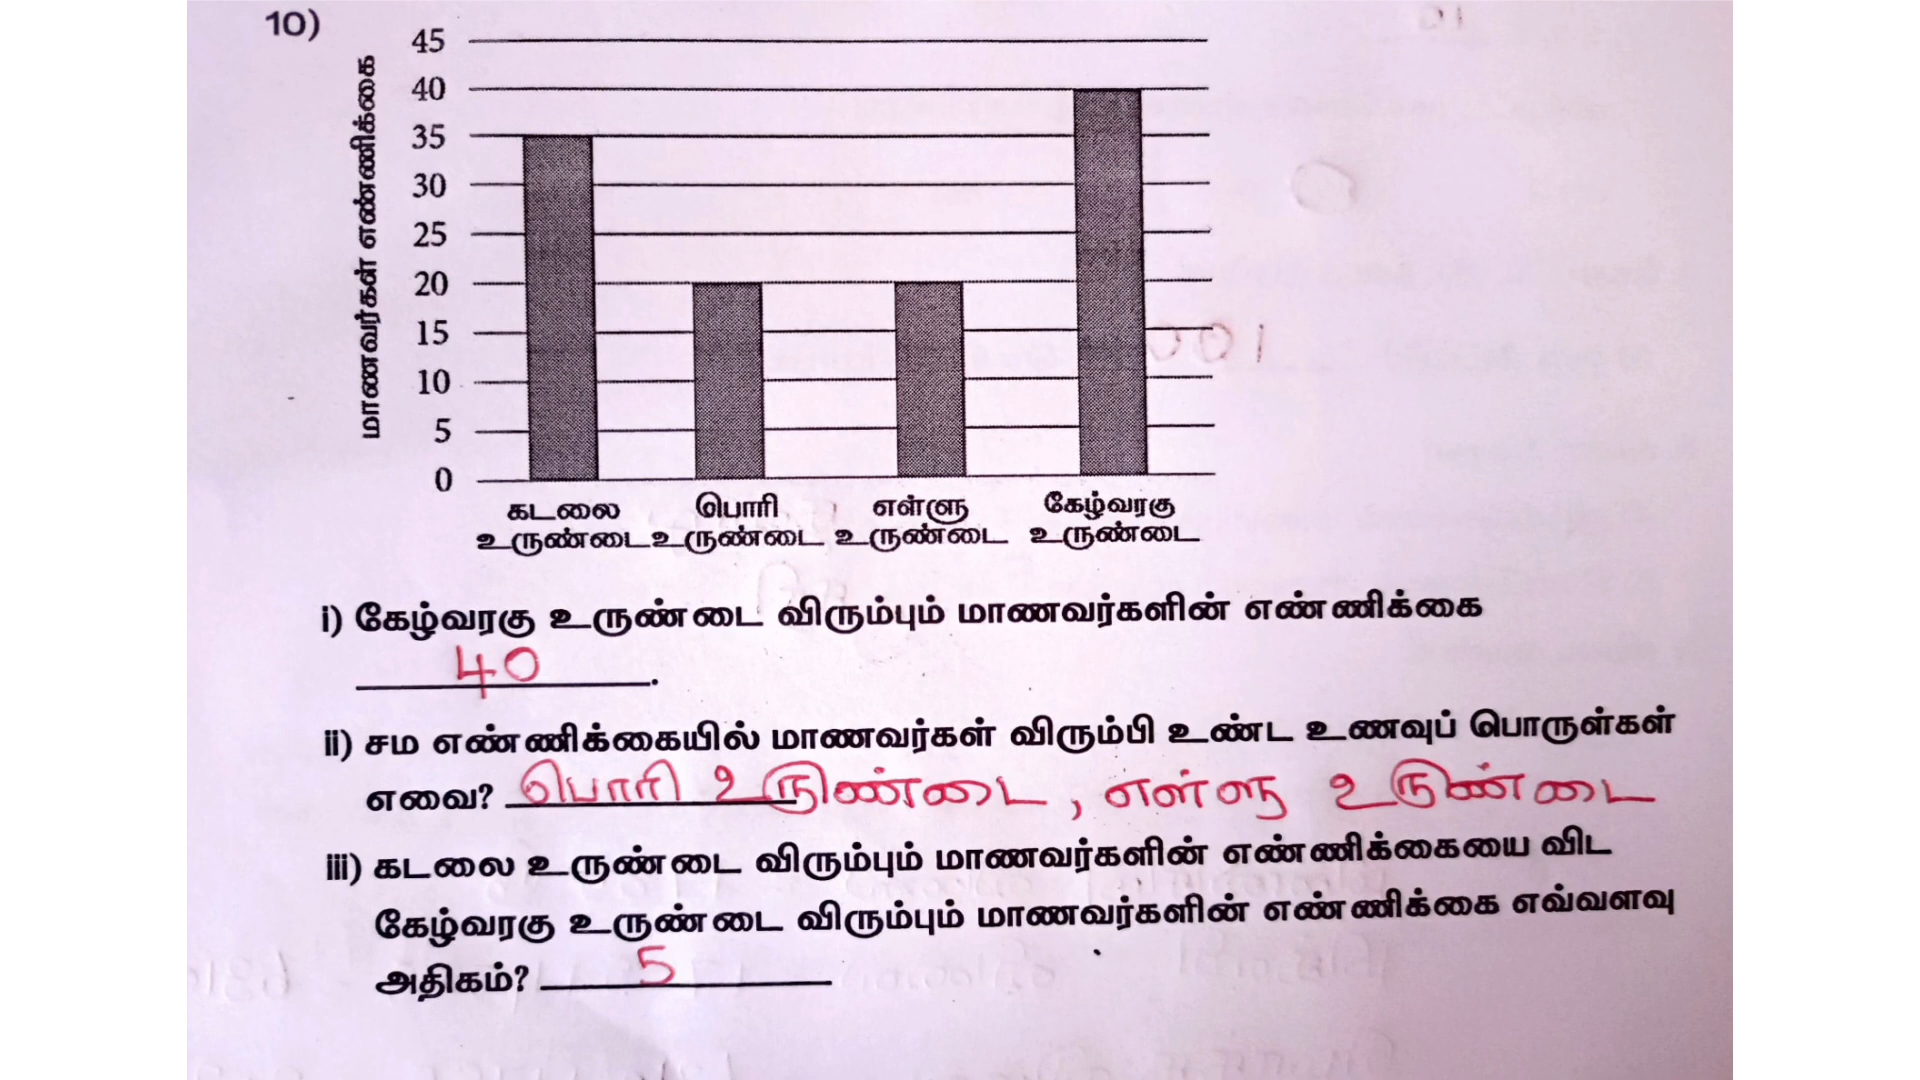 10)
மாணவர்கள் எண்ணிக்கை
45
40
35
30
25
20
15
10
5
0
கடலை உருண்டை
பொரி உருண்டை
எள்ளு உருண்டை
கேழ்வரகு உருண்டை
i) கேழ்வரகு உருண்டை விரும்பும் மாணவர்களின் எண்ணிக்கை
40.
ii) சம எண்ணிக்கையில் மாணவர்கள் விரும்பி உண்ட உணவுப் பொருள்கள்
எவை? பொரி உருண்டை, எள்ளு உருண்டை
iii) கடலை உருண்டை விரும்பும் மாணவர்களின் எண்ணிக்கையை விட
கேழ்வரகு உருண்டை விரும்பும் மாணவர்களின் எண்ணிக்கை எவ்வளவு
அதிகம்? 5